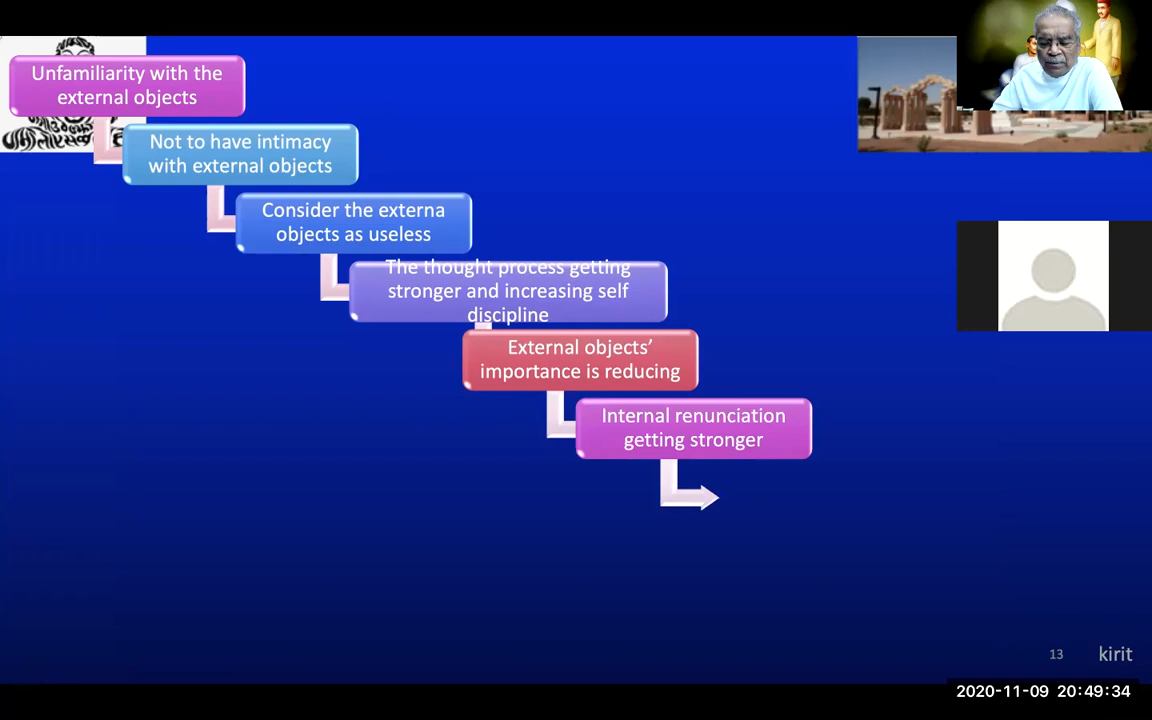 Unfamiliarity with the
external objects
Not to have intimacy
with external objects
Consider the externa
objects as useless
The thought process getting
stronger and increasing self
discipline
External objects’
importance is reducing
Internal renunciation
getting stronger
13
kirit
2020-11-09 20:49:34